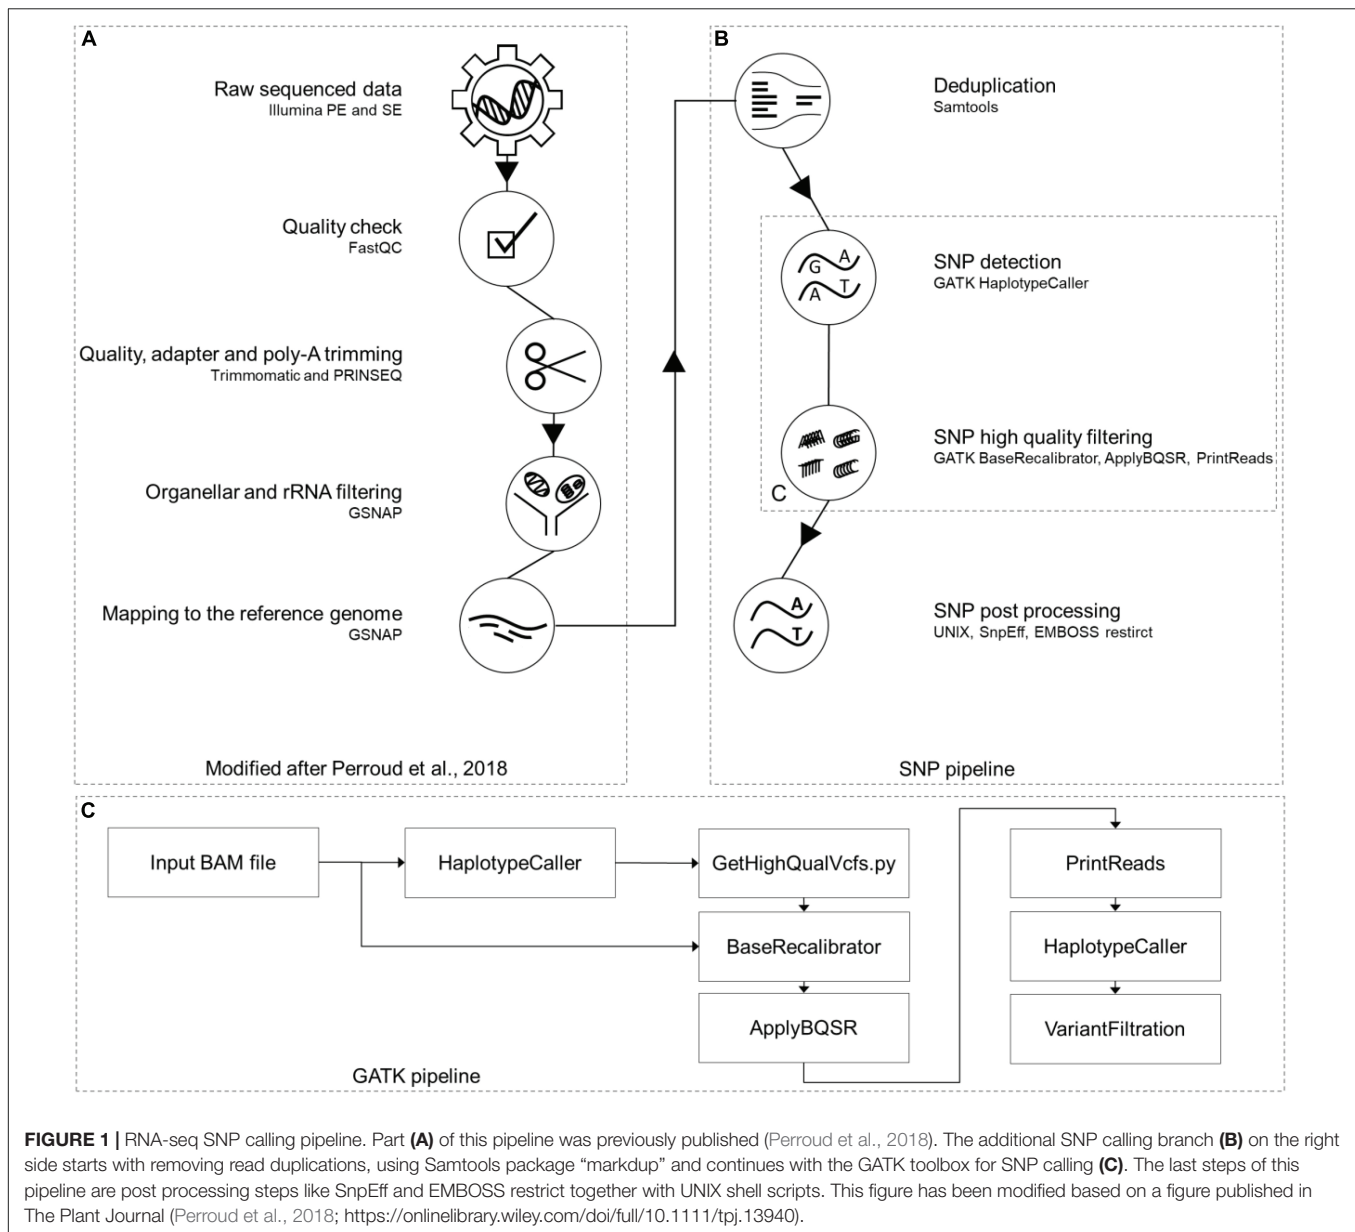 A
Raw sequenced data
Illumina PE and SE
Quality check
FastQC
Quality, adapter and poly-A trimming
Trimmomatic and PRINSEQ
Organellar and rRNA filtering
GSNAP
Mapping to the reference genome
GSNAP
Modified after Perroud et al., 2018
B
Deduplication
Samtools
G A
A T
SNP detection
GATK HaplotypeCaller
SNP high quality filtering
GATK BaseRecalibrator, ApplyBQSR, PrintReads
C
A
T
SNP post processing
UNIX, SnpEff, EMBOSS restirct
SNP pipeline
C
Input BAM file
HaplotypeCaller
GetHighQualVcfs.py
BaseRecalibrator
ApplyBQSR
PrintReads
HaplotypeCaller
VariantFiltration
GATK pipeline
FIGURE 1 | RNA-seq SNP calling pipeline. Part (A) of this pipeline was previously published (Perroud et al., 2018). The additional SNP calling branch (B) on the right
side starts with removing read duplications, using Samtools package “markdup” and continues with the GATK toolbox for SNP calling (C). The last steps of this
pipeline are post processing steps like SnpEff and EMBOSS restrict together with UNIX shell scripts. This figure has been modified based on a figure published in
The Plant Journal (Perroud et al., 2018; https://onlinelibrary.wiley.com/doi/full/10.1111/tpj.13940).